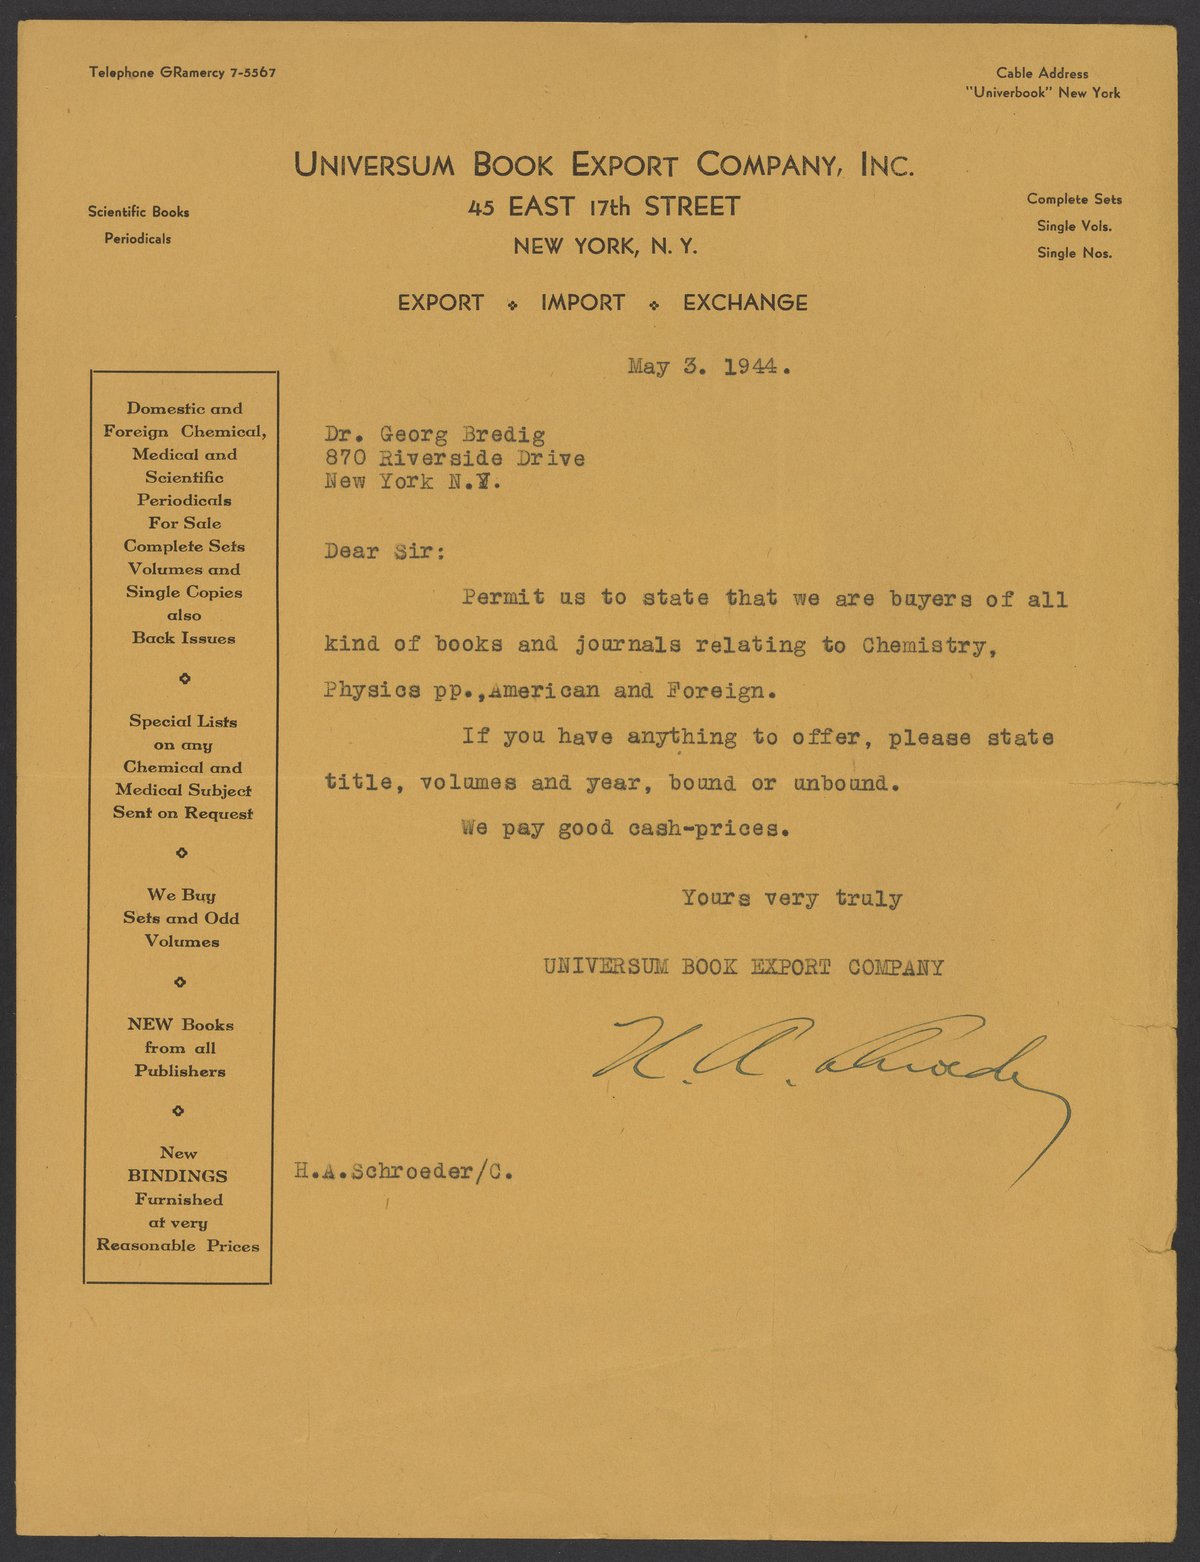 Telephone GRamercy 7-5567
Cable Address
"Univerbook" New York
UNIVERSUM BOOK EXPORT COMPANY, INC.
45 EAST 17th STREET
NEW YORK, N. Y.
Scientific Books
Periodicals
Complete Sets
Single Vols.
Single Nos.
EXPORT ❖ IMPORT ❖ EXCHANGE
May 3. 1944.
Dr. Georg Bredig
870 Riverside Drive
New York N.Y.
Dear Sir:
Permit us to state that we are buyers of all
kind of books and journals relating to Chemistry,
Physics pp.,American and Foreign.
If you have anything to offer, please state
title, volumes and year, bound or unbound.
We pay good cash-prices.
Yours very truly
UNIVERSUM BOOK EXPORT COMPANY
H. A. Schroeder
H.A.Schroeder/C.
Domestic and
Foreign Chemical,
Medical and
Scientific
Periodicals
For Sale
Complete Sets
Volumes and
Single Copies
also
Back Issues
❖
Special Lists
on any
Chemical and
Medical Subject
Sent on Request
❖
We Buy
Sets and Odd
Volumes
❖
NEW Books
from all
Publishers
❖
New
BINDINGS
Furnished
at very
Reasonable Prices